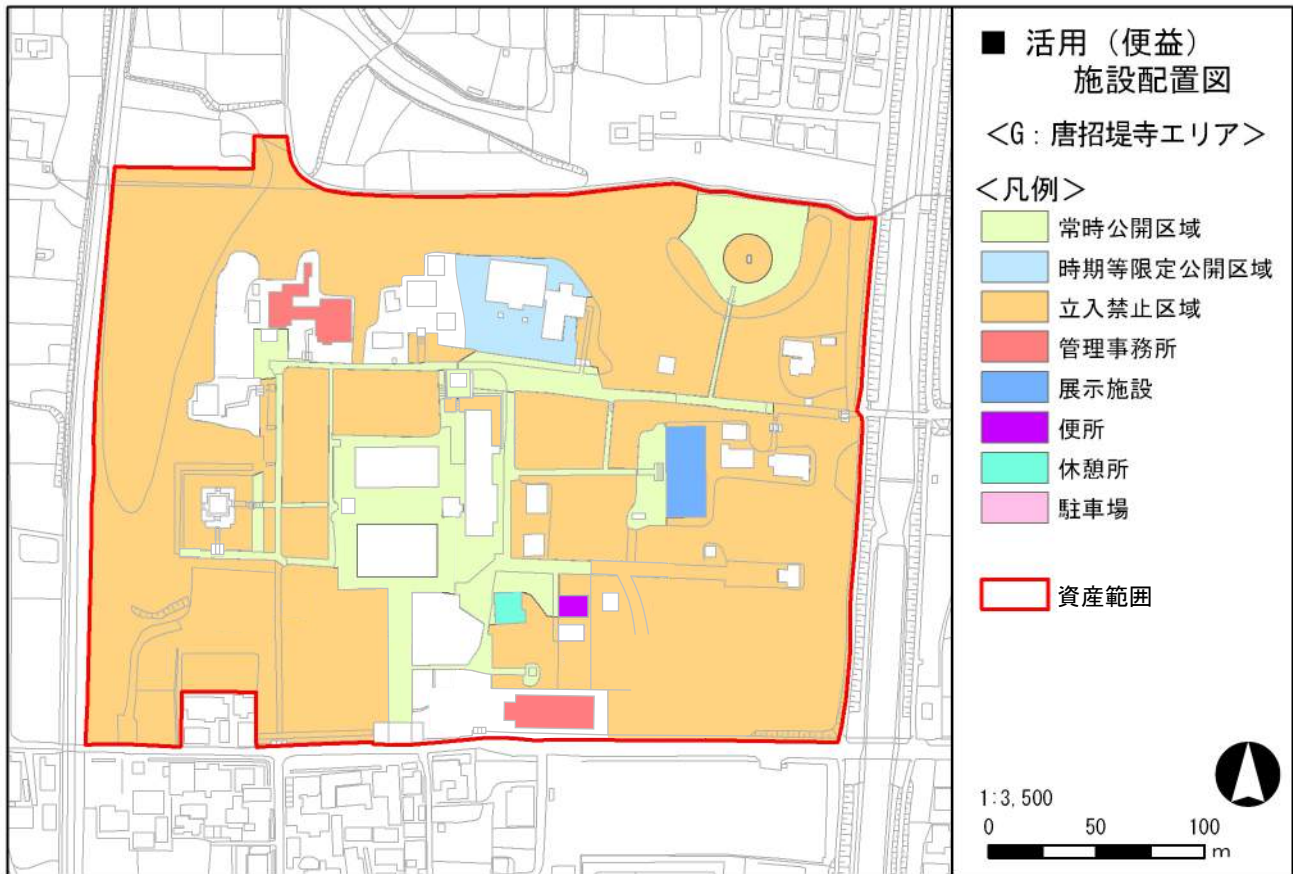 ■ 活用（便益）
施設配置図
＜G：唐招堤寺エリア＞
＜凡例＞
常時公開区域
時期等限定公開区域
立入禁止区域
管理事務所
展示施設
便所
休憩所
駐車場
資産範囲
1:3,500
0 50 100
m